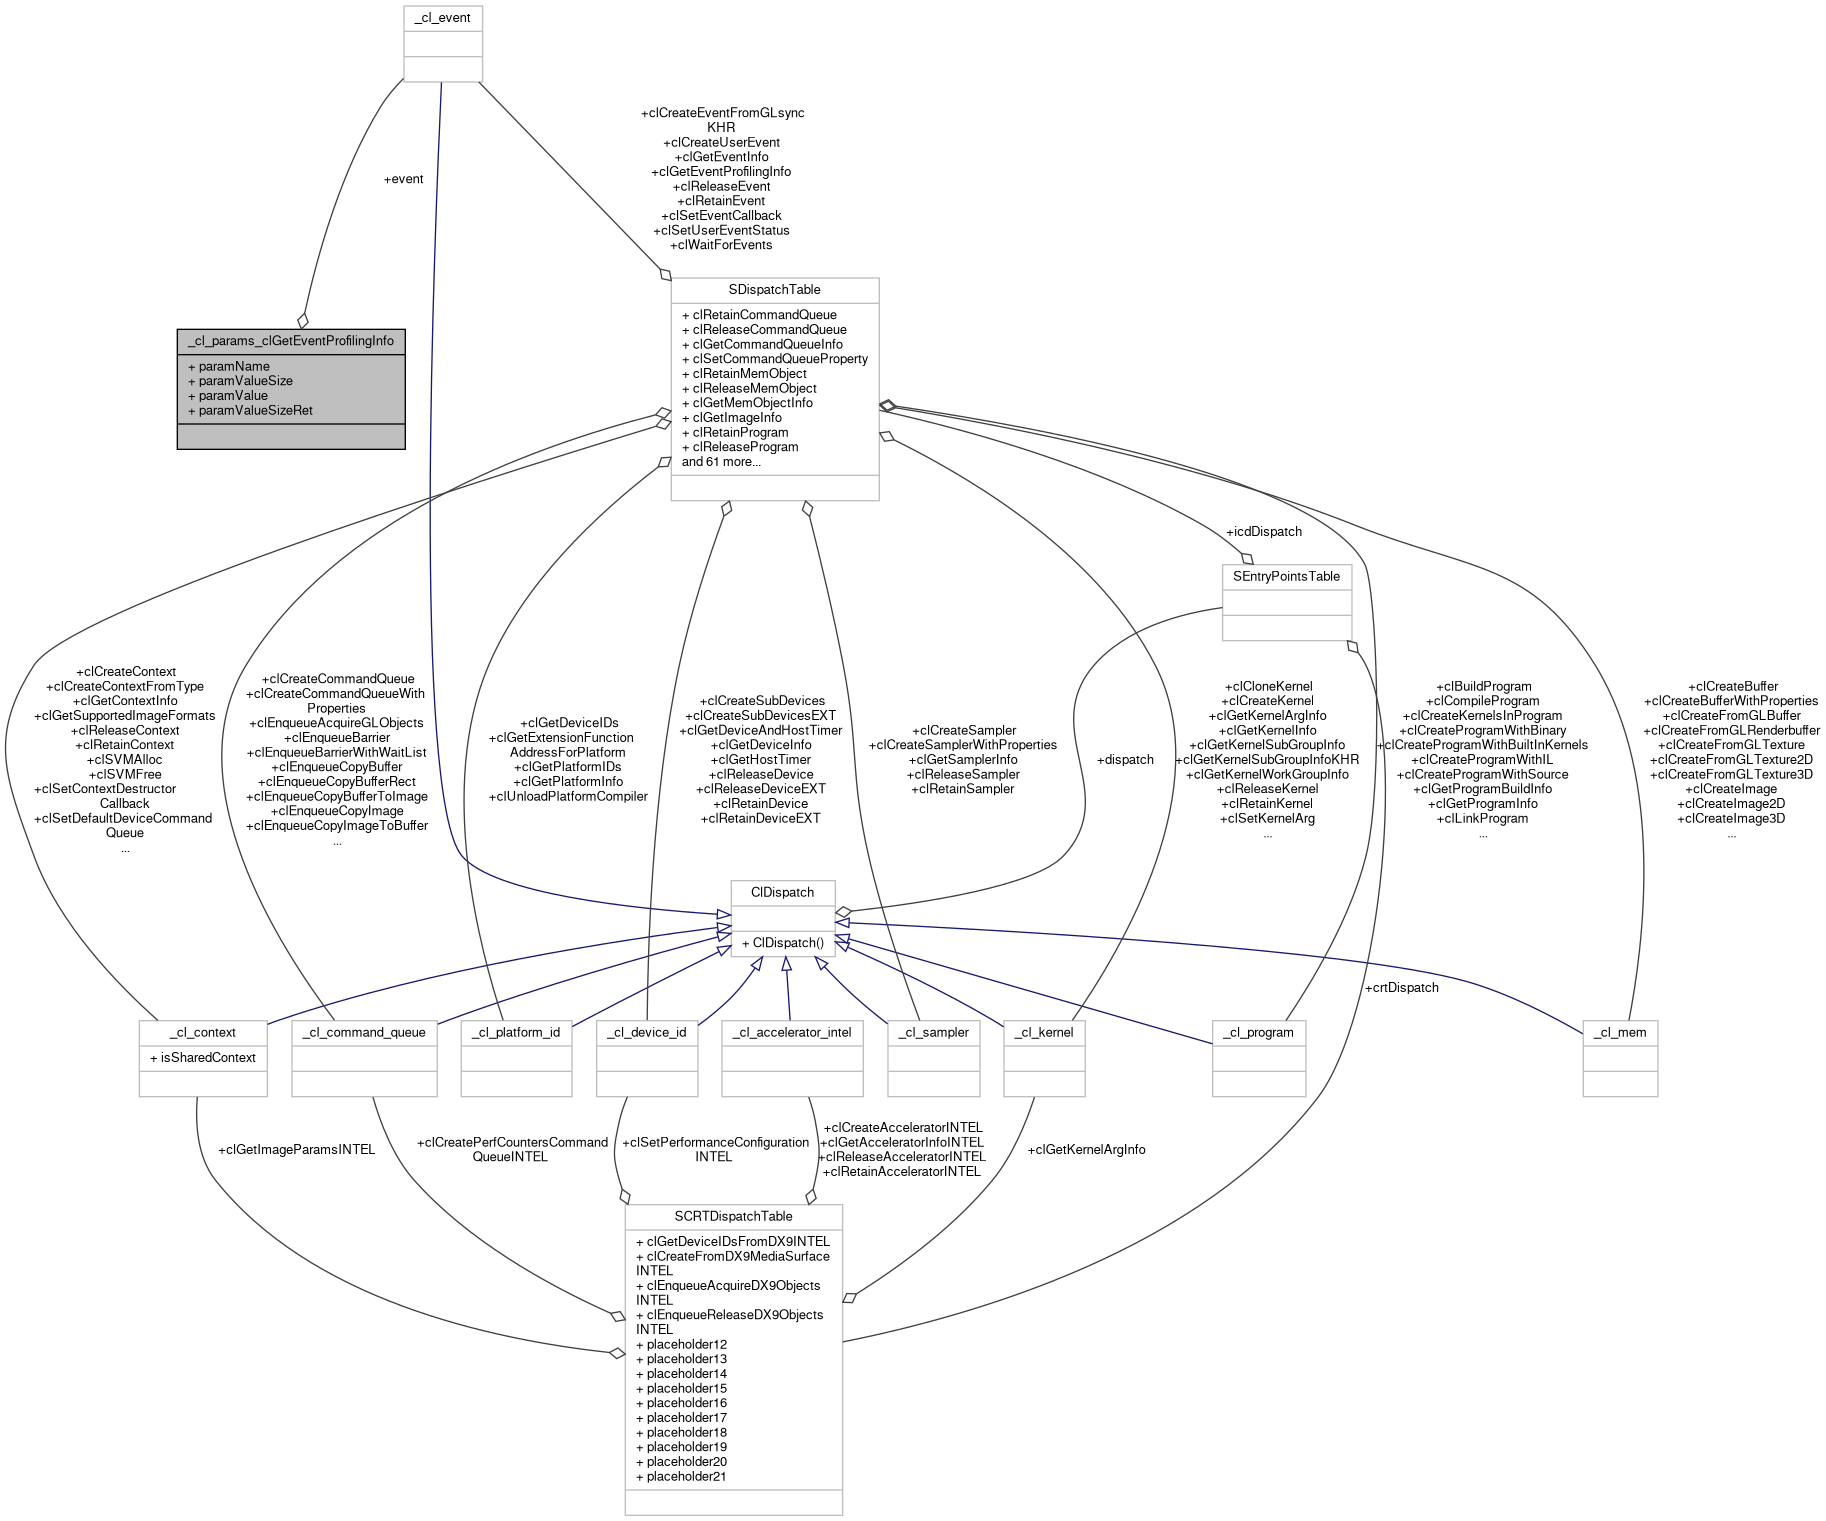 _cl_event
+clCreateEventFromGLsync
KHR
+clCreateUserEvent
+clGetEventInfo
+clGetEventProfilingInfo
+clReleaseEvent
+clRetainEvent
+clSetEventCallback
+clSetUserEventStatus
+clWaitForEvents
+event
SDispatchTable
+ clRetainCommandQueue
+ clReleaseCommandQueue
+ clGetCommandQueueInfo
+ clSetCommandQueueProperty
+ clRetainMemObject
+ clReleaseMemObject
+ clGetMemObjectInfo
+ clGetImageInfo
+ clRetainProgram
+ clReleaseProgram
and 61 more...
_cl_params_clGetEventProfilingInfo
+ paramName
+ paramValueSize
+ paramValue
+ paramValueSizeRet
+icdDispatch
SEntryPointsTable
+clCreateContext
+clCreateContextFromType
+clGetContextInfo
+clGetSupportedImageFormats
+clReleaseContext
+clRetainContext
+clSVMAlloc
+clSVMFree
+clSetContextDestructor
Callback
+clSetDefaultDeviceCommand
Queue
...
+clCreateCommandQueue
+clCreateCommandQueueWith
Properties
+clEnqueueAcquireGLObjects
+clEnqueueBarrier
+clEnqueueBarrierWithWaitList
+clEnqueueCopyBuffer
+clEnqueueCopyBufferRect
+clEnqueueCopyBufferToImage
+clEnqueueCopyImage
+clEnqueueCopyImageToBuffer
...
+clGetDeviceIDs
+clGetExtensionFunction
AddressForPlatform
+clGetPlatformIDs
+clGetPlatformInfo
+clUnloadPlatformCompiler
+clCreateSubDevices
+clCreateSubDevicesEXT
+clGetDeviceAndHostTimer
+clGetDeviceInfo
+clGetHostTimer
+clReleaseDevice
+clReleaseDeviceEXT
+clRetainDevice
+clRetainDeviceEXT
+clCreateSampler
+clCreateSamplerWithProperties
+clGetSamplerInfo
+clReleaseSampler
+clRetainSampler
+dispatch
+clCloneKernel
+clCreateKernel
+clGetKernelArgInfo
+clGetKernelInfo
+clGetKernelSubGroupInfo
+clGetKernelSubGroupInfoKHR
+clGetKernelWorkGroupInfo
+clReleaseKernel
+clRetainKernel
+clSetKernelArg
...
+clBuildProgram
+clCompileProgram
+clCreateKernelsInProgram
+clCreateProgramWithBinary
+clCreateProgramWithBuiltInKernels
+clCreateProgramWithIL
+clCreateProgramWithSource
+clGetProgramBuildInfo
+clGetProgramInfo
+clLinkProgram
...
+clCreateBuffer
+clCreateBufferWithProperties
+clCreateFromGLBuffer
+clCreateFromGLRenderbuffer
+clCreateFromGLTexture
+clCreateFromGLTexture2D
+clCreateFromGLTexture3D
+clCreateImage
+clCreateImage2D
+clCreateImage3D
...
ClDispatch
+ ClDispatch()
+crtDispatch
_cl_context
+ isSharedContext
_cl_command_queue
_cl_platform_id
_cl_device_id
_cl_accelerator_intel
_cl_sampler
_cl_kernel
_cl_program
_cl_mem
+clGetImageParamsINTEL
+clCreatePerfCountersCommand
QueueINTEL
+clSetPerformanceConfiguration
INTEL
+clCreateAcceleratorINTEL
+clGetAcceleratorInfoINTEL
+clReleaseAcceleratorINTEL
+clRetainAcceleratorINTEL
+clGetKernelArgInfo
SCRTDispatchTable
+ clGetDeviceIDsFromDX9INTEL
+ clCreateFromDX9MediaSurface
INTEL
+ clEnqueueAcquireDX9Objects
INTEL
+ clEnqueueReleaseDX9Objects
INTEL
+ placeholder12
+ placeholder13
+ placeholder14
+ placeholder15
+ placeholder16
+ placeholder17
+ placeholder18
+ placeholder19
+ placeholder20
+ placeholder21